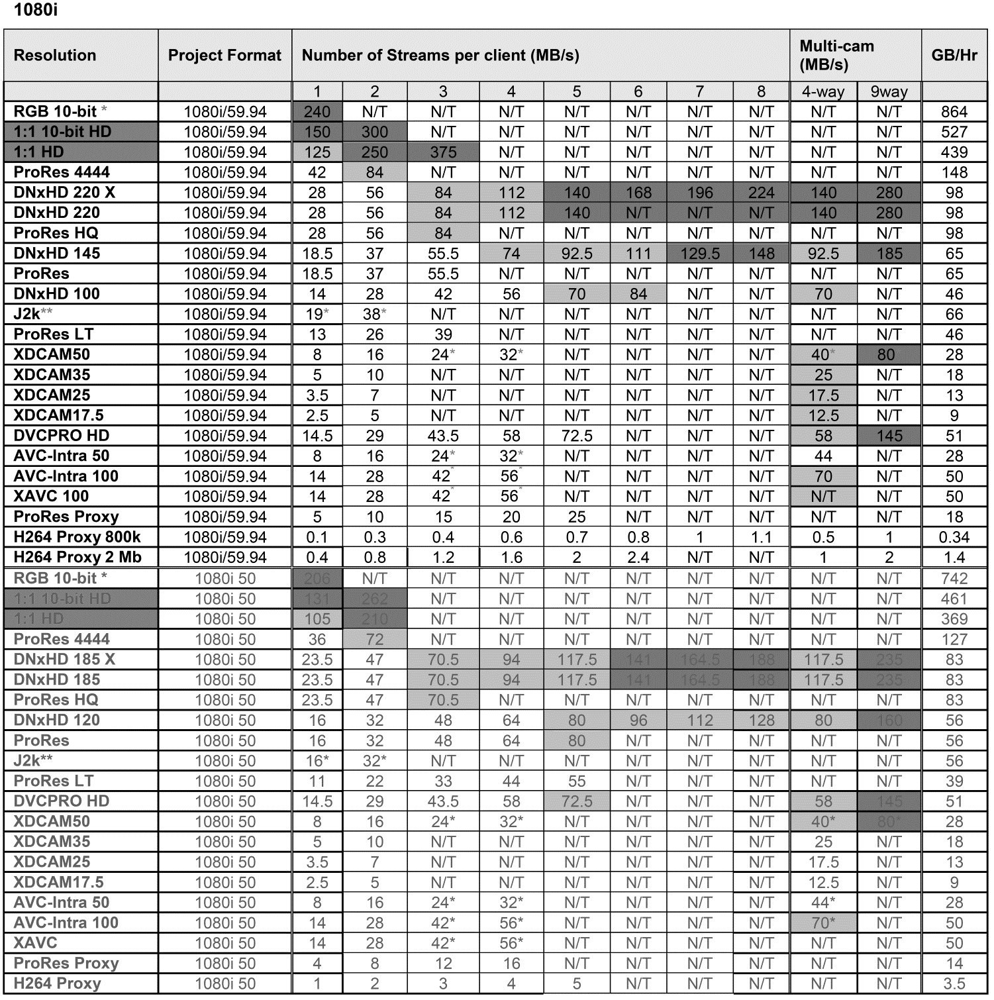 1080i
Resolution Project Format Number of Streams per client (MB/s) Multi-cam (MB/s) GB/Hr
1 2 3 4 5 6 7 8 4-way 9way
RGB 10-bit * 1080i/59.94 240 N/T N/T N/T N/T N/T N/T N/T N/T N/T 864
1:1 10-bit HD 1080i/59.94 150 300 N/T N/T N/T N/T N/T N/T N/T N/T 527
1:1 HD 1080i/59.94 125 250 375 N/T N/T N/T N/T N/T N/T N/T 439
ProRes 4444 1080i/59.94 42 84 N/T N/T N/T N/T N/T N/T N/T N/T 148
DNxHD 220 X 1080i/59.94 28 56 84 112 140 168 196 224 140 280 98
DNxHD 220 1080i/59.94 28 56 84 112 140 N/T N/T N/T 140 280 98
ProRes HQ 1080i/59.94 28 56 84 N/T N/T N/T N/T N/T N/T N/T 98
DNxHD 145 1080i/59.94 18.5 37 55.5 74 92.5 111 129.5 148 92.5 185 65
ProRes 1080i/59.94 18.5 37 55.5 N/T N/T N/T N/T N/T N/T N/T 65
DNxHD 100 1080i/59.94 14 28 42 56 70 84 N/T N/T 70 N/T 46
J2k** 1080i/59.94 19* 38* N/T N/T N/T N/T N/T N/T N/T N/T 66
ProRes LT 1080i/59.94 13 26 39 N/T N/T N/T N/T N/T N/T N/T 46
XDCAM50 1080i/59.94 8 16 24* 32* N/T N/T N/T N/T 40* 80 28
XDCAM35 1080i/59.94 5 10 N/T N/T N/T N/T N/T N/T 25 N/T 18
XDCAM25 1080i/59.94 3.5 7 N/T N/T N/T N/T N/T N/T 17.5 N/T 13
XDCAM17.5 1080i/59.94 2.5 5 N/T N/T N/T N/T N/T N/T 12.5 N/T 9
DVCPRO HD 1080i/59.94 14.5 29 43.5 58 72.5 N/T N/T N/T 58 145 51
AVC-Intra 50 1080i/59.94 8 16 24* 32* N/T N/T N/T N/T 44 N/T 28
AVC-Intra 100 1080i/59.94 14 28 42* 56* N/T N/T N/T N/T 70 N/T 50
XAVC 100 1080i/59.94 14 28 42* 56* N/T N/T N/T N/T N/T N/T 50
ProRes Proxy 1080i/59.94 5 10 15 20 25 N/T N/T N/T N/T N/T 18
H264 Proxy 800k 1080i/59.94 0.1 0.3 0.4 0.6 0.7 0.8 1 1.1 0.5 1 0.34
H264 Proxy 2 Mb 1080i/59.94 0.4 0.8 1.2 1.6 2 2.4 N/T N/T 1 2 1.4
RGB 10-bit * 1080i 50 206 N/T N/T N/T N/T N/T N/T N/T N/T N/T 742
1:1 10-bit HD 1080i 50 131 262 N/T N/T N/T N/T N/T N/T N/T N/T 461
1:1 HD 1080i 50 105 210 N/T N/T N/T N/T N/T N/T N/T N/T 369
ProRes 4444 1080i 50 36 72 N/T N/T N/T N/T N/T N/T N/T N/T 127
DNxHD 185 X 1080i 50 23.5 47 70.5 94 117.5 141 164.5 188 117.5 235 83
DNxHD 185 1080i 50 23.5 47 70.5 94 117.5 141 164.5 188 117.5 235 83
ProRes HQ 1080i 50 23.5 47 70.5 N/T N/T N/T N/T N/T N/T N/T 83
DNxHD 120 1080i 50 16 32 48 64 80 96 112 128 80 160 56
ProRes 1080i 50 16 32 48 64 80 N/T N/T N/T N/T N/T 56
J2k** 1080i 50 16* 32* N/T N/T N/T N/T N/T N/T N/T N/T 56
ProRes LT 1080i 50 11 22 33 44 55 N/T N/T N/T N/T N/T 39
DVCPRO HD 1080i 50 14.5 29 43.5 58 72.5 N/T N/T N/T 58 145 51
XDCAM50 1080i 50 8 16 24* 32* N/T N/T N/T N/T 40* 80* 28
XDCAM35 1080i 50 5 10 N/T N/T N/T N/T N/T N/T 25 N/T 18
XDCAM25 1080i 50 3.5 7 N/T N/T N/T N/T N/T N/T 17.5 N/T 13
XDCAM17.5 1080i 50 2.5 5 N/T N/T N/T N/T N/T N/T 12.5 N/T 9
AVC-Intra 50 1080i 50 8 16 24* 32* N/T N/T N/T N/T 44* N/T 28
AVC-Intra 100 1080i 50 14 28 42* 56* N/T N/T N/T N/T 70* N/T 50
XAVC 1080i 50 14 28 42* 56* N/T N/T N/T N/T N/T N/T 50
ProRes Proxy 1080i 50 4 8 12 16 N/T N/T N/T N/T N/T N/T 14
H264 Proxy 1080i 50 1 2 3 4 5 N/T N/T N/T N/T N/T 3.5